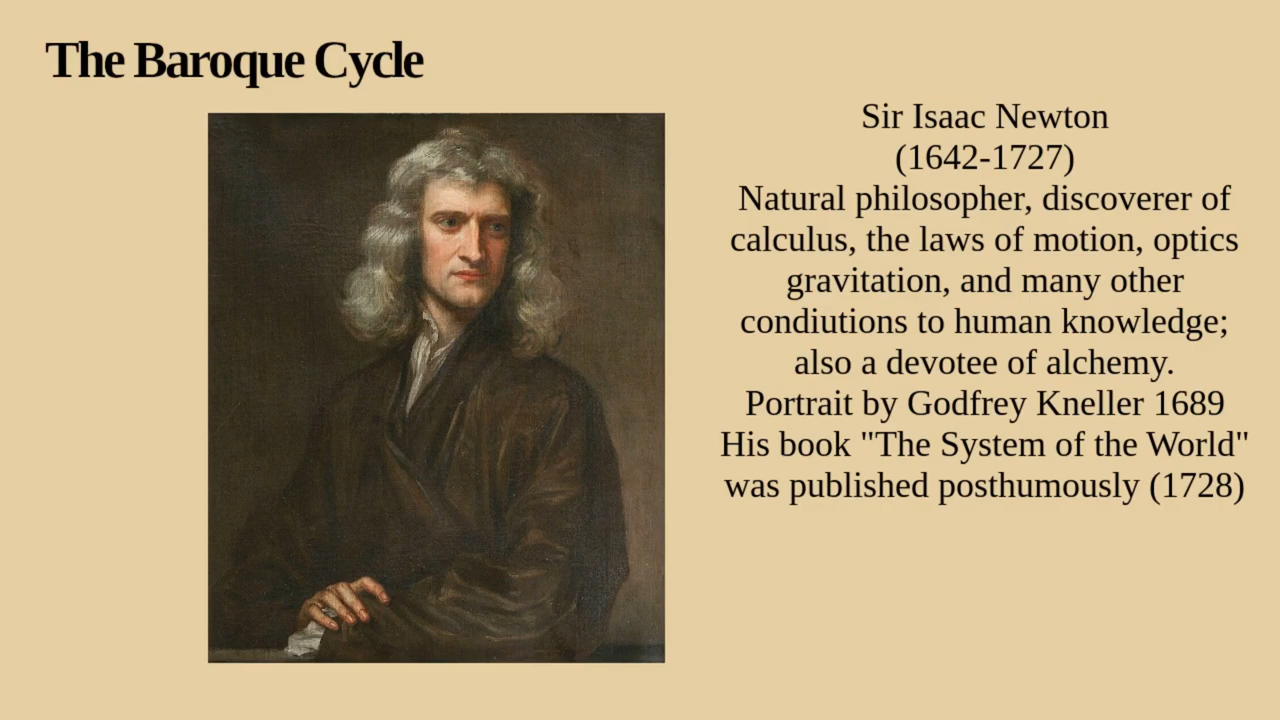 The Baroque Cycle
Sir Isaac Newton
(1642-1727)
Natural philosopher, discoverer of
calculus, the laws of motion, optics
gravitation, and many other
condiutions to human knowledge;
also a devotee of alchemy.
Portrait by Godfrey Kneller 1689
His book "The System of the World"
was published posthumously (1728)